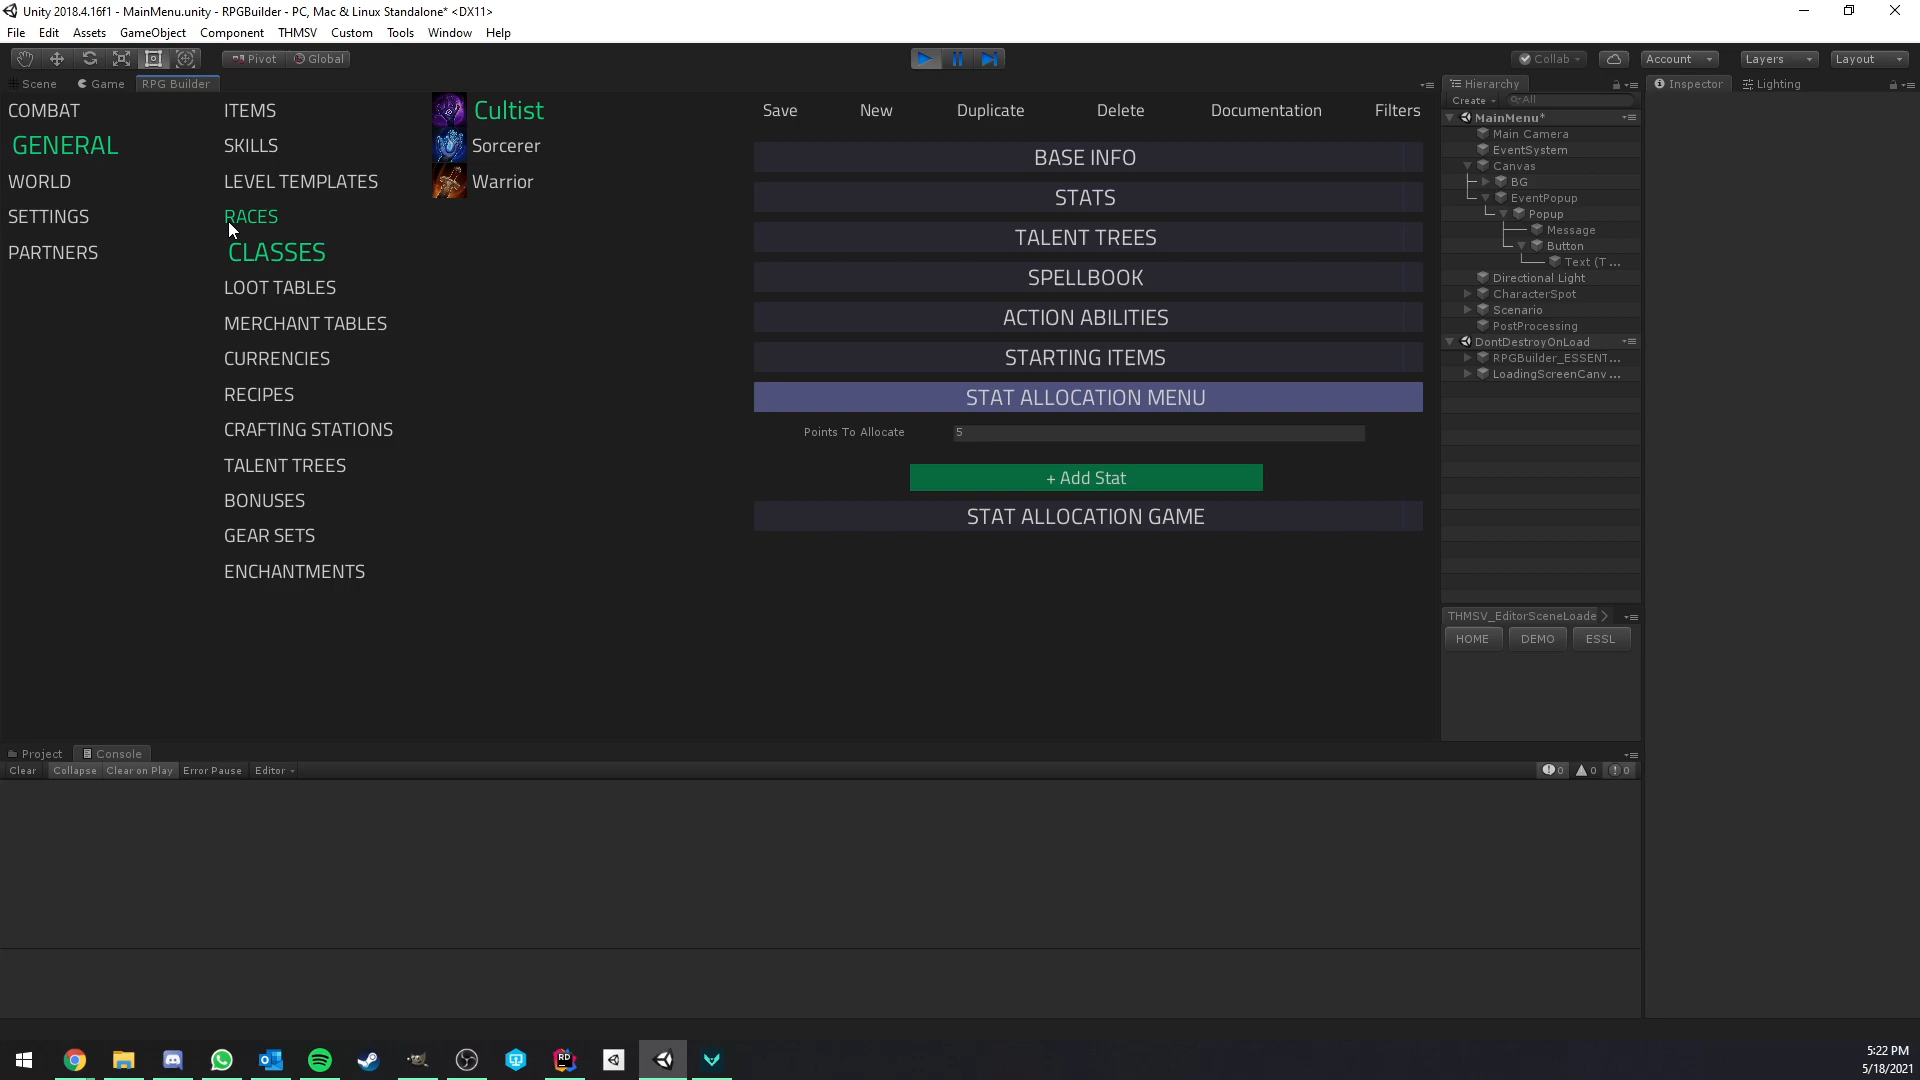 Unity 2018.4.16f1 - MainMenu.unity - RPGBuilder - PC, Mac & Linux Standalone* <DX11>
File Edit Assets GameObject Component THMSV Custom Tools Window Help
Pivot Global Collab Account Layers Layout
Scene Game RPG Builder
COMBAT
GENERAL
WORLD
SETTINGS
PARTNERS
ITEMS
SKILLS
LEVEL TEMPLATES
RACES
CLASSES
LOOT TABLES
MERCHANT TABLES
CURRENCIES
RECIPES
CRAFTING STATIONS
TALENT TREES
BONUSES
GEAR SETS
ENCHANTMENTS
Cultist
Sorcerer
Warrior
Save New Duplicate Delete Documentation Filters
BASE INFO
STATS
TALENT TREES
SPELLBOOK
ACTION ABILITIES
STARTING ITEMS
STAT ALLOCATION MENU
Points To Allocate 5
+ Add Stat
STAT ALLOCATION GAME
Hierarchy
Create All
MainMenu*
Main Camera
EventSystem
Canvas
BG
EventPopup
Popup
Message
Button
Text (T...
Directional Light
CharacterSpot
Scenario
PostProcessing
DontDestroyOnLoad
RPGBuilder_ESSENT...
LoadingScreenCanv...
THMSV_EditorSceneLoade
HOME DEMO ESSL
Inspector Lighting
Project Console
Clear Collapse Clear on Play Error Pause Editor
0 0 0
RD
5:22 PM
5/18/2021